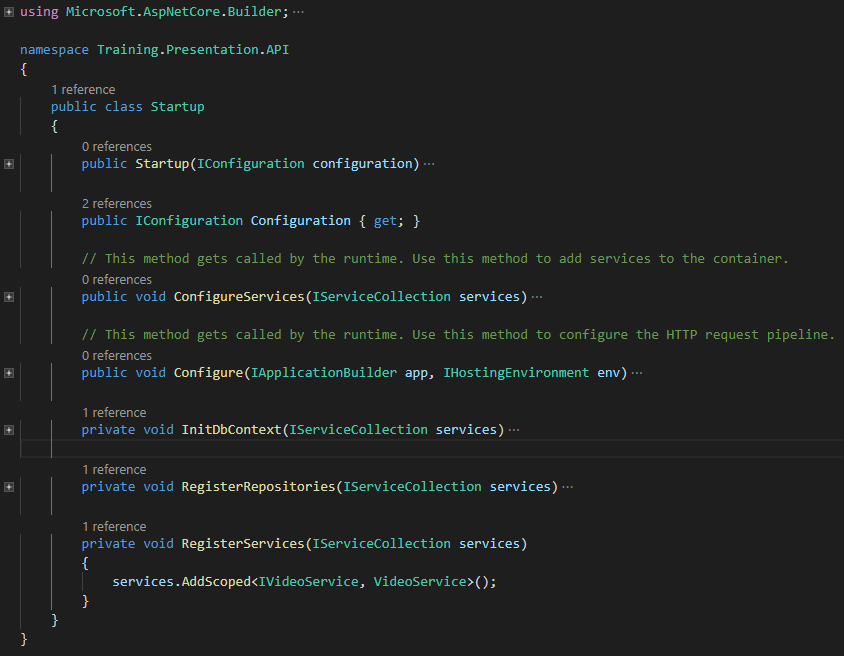 using Microsoft.AspNetCore.Builder; ...
namespace Training.Presentation.API
{
1 reference
public class Startup
{
0 references
public Startup(IConfiguration configuration) ...
2 references
public IConfiguration Configuration { get; }
// This method gets called by the runtime. Use this method to add services to the container.
0 references
public void ConfigureServices(IServiceCollection services) ...
// This method gets called by the runtime. Use this method to configure the HTTP request pipeline.
0 references
public void Configure(IApplicationBuilder app, IHostingEnvironment env) ...
1 reference
private void InitDbContext(IServiceCollection services) ...
1 reference
private void RegisterRepositories(IServiceCollection services) ...
1 reference
private void RegisterServices(IServiceCollection services)
{
services.AddScoped<IVideoService, VideoService>();
}
}
}